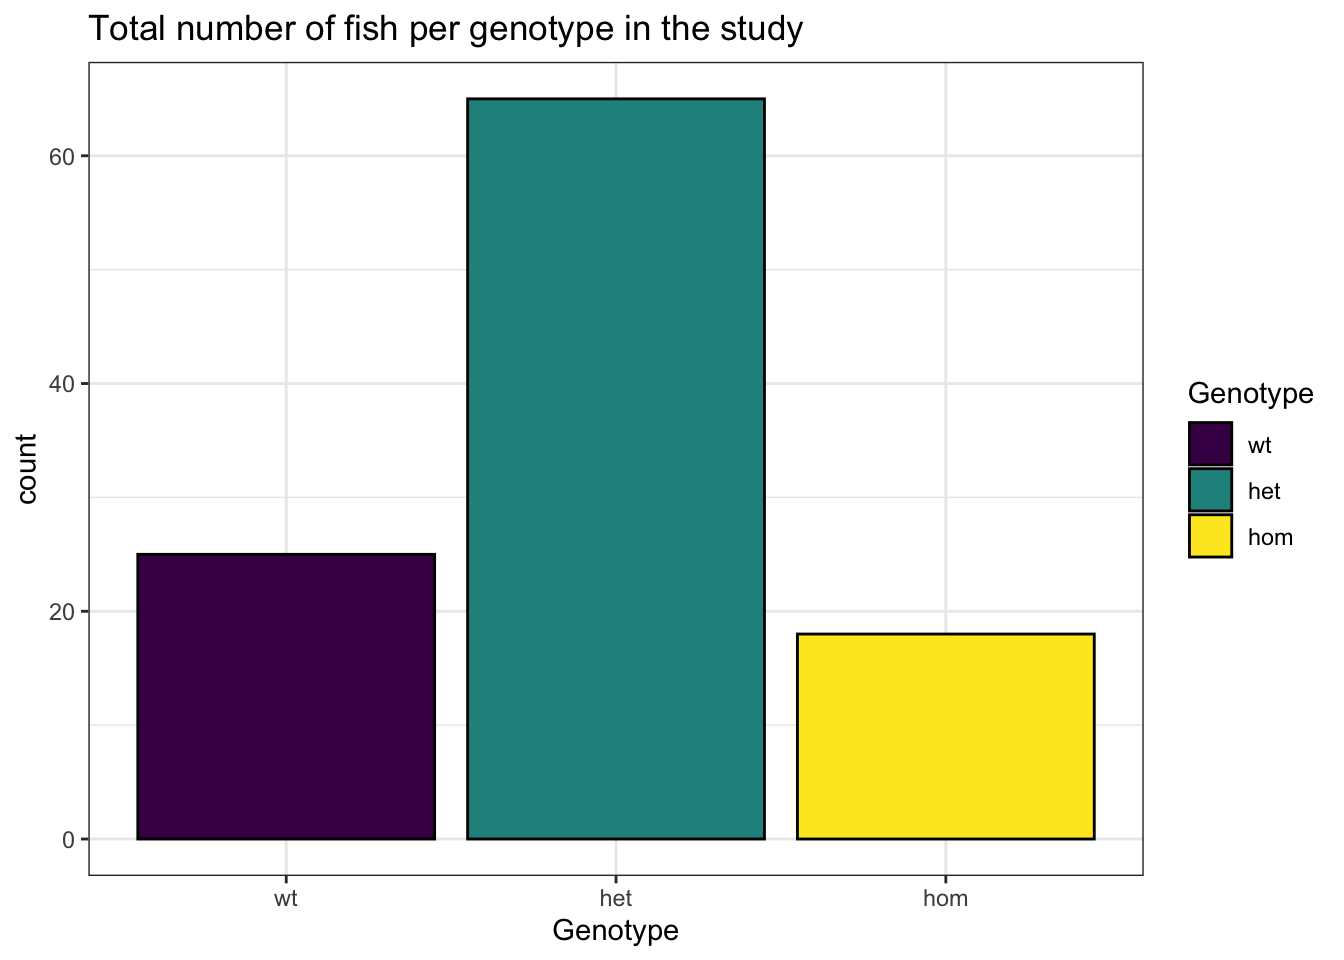 Total number of fish per genotype in the study
60
40
20
0
count
wt
het
hom
Genotype
Genotype
wt
het
hom